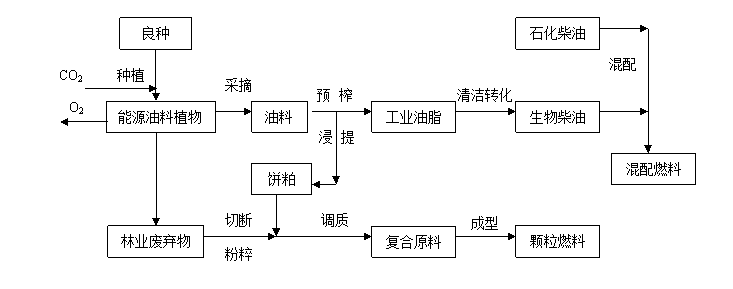 良种
石化柴油
CO2
种植
混配
采摘
预 榨
清洁转化
O2
能源油料植物
油料
工业油脂
生物柴油
浸 提
混配燃料
饼粕
切断
调质
成型
林业废弃物
复合原料
颗粒燃料
粉粹